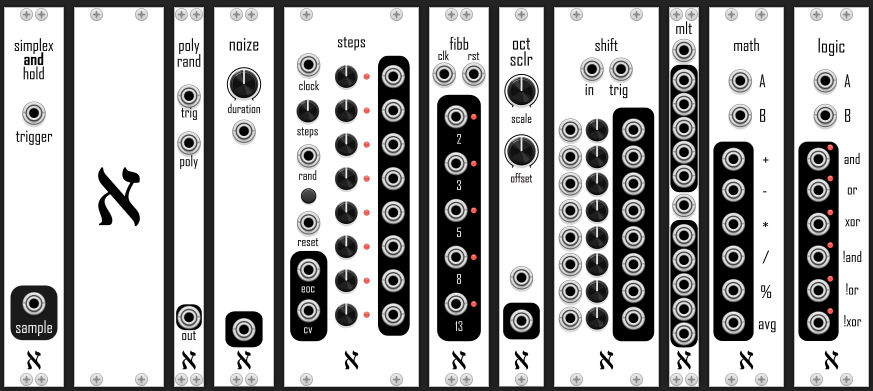 simplex
and
hold
trigger
sample
א
א
poly
rand
trig
poly
out
א
noize
duration
א
steps
clock
steps
rand
reset
eoc
cv
א
fibb
clk rst
2
3
5
8
13
א
oct
sclr
scale
offset
א
shift
in trig
א
mlt
א
math
A
B
+
-
*
/
%
avg
א
logic
A
B
and
or
xor
!and
!or
!xor
א